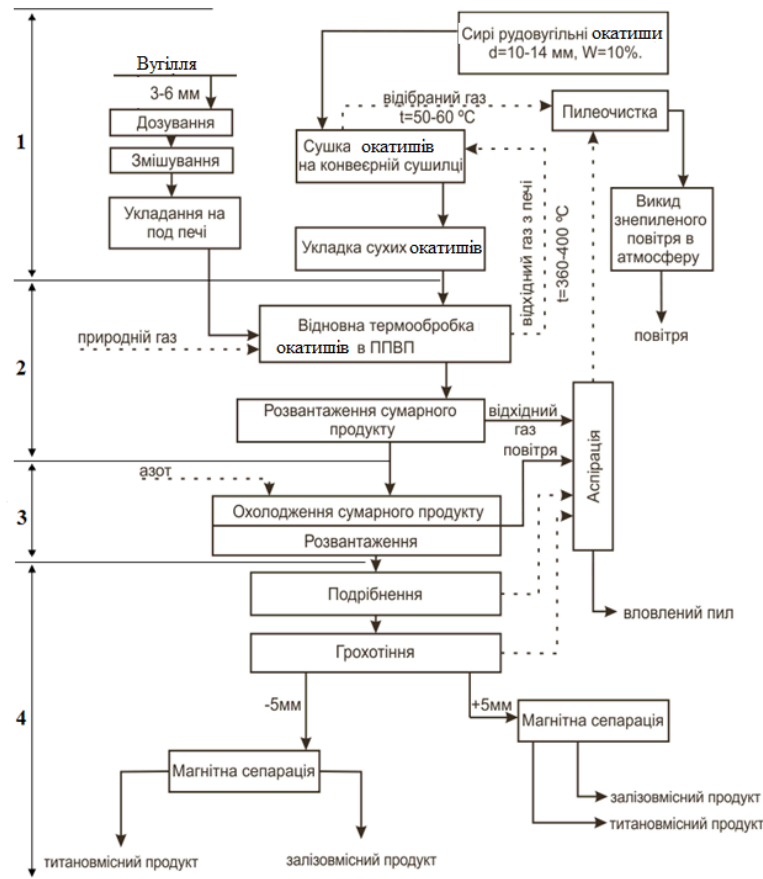 Сирі рудовугільні окатиши
d=10-14 мм, W=10%.
Вугілля
3-6 мм
Дозування
Змішування
Укладання на
под печі
1
відібраний газ
t=50-60 ºC
Сушка окатишів
на конвеєрній сушилці
Пилеочистка
Викид
знепиленого
повітря в
атмосферу
повітря
Укладка сухих окатишів
відхідний газ з печі
t=360-400 ºC
2
природній газ
Відновна термообробка
окатишів в ППВП
Розвантаження сумарного
продукту
відхідний
газ
повітря
Аспірація
3
азот
Охолодження сумарного продукту
Розвантаження
4
Подрібнення
вловлений пил
Грохотіння
-5мм
+5мм
Магнітна сепарація
Магнітна сепарація
залізовмісний продукт
титановмісний продукт
титановмісний продукт
залізовмісний продукт